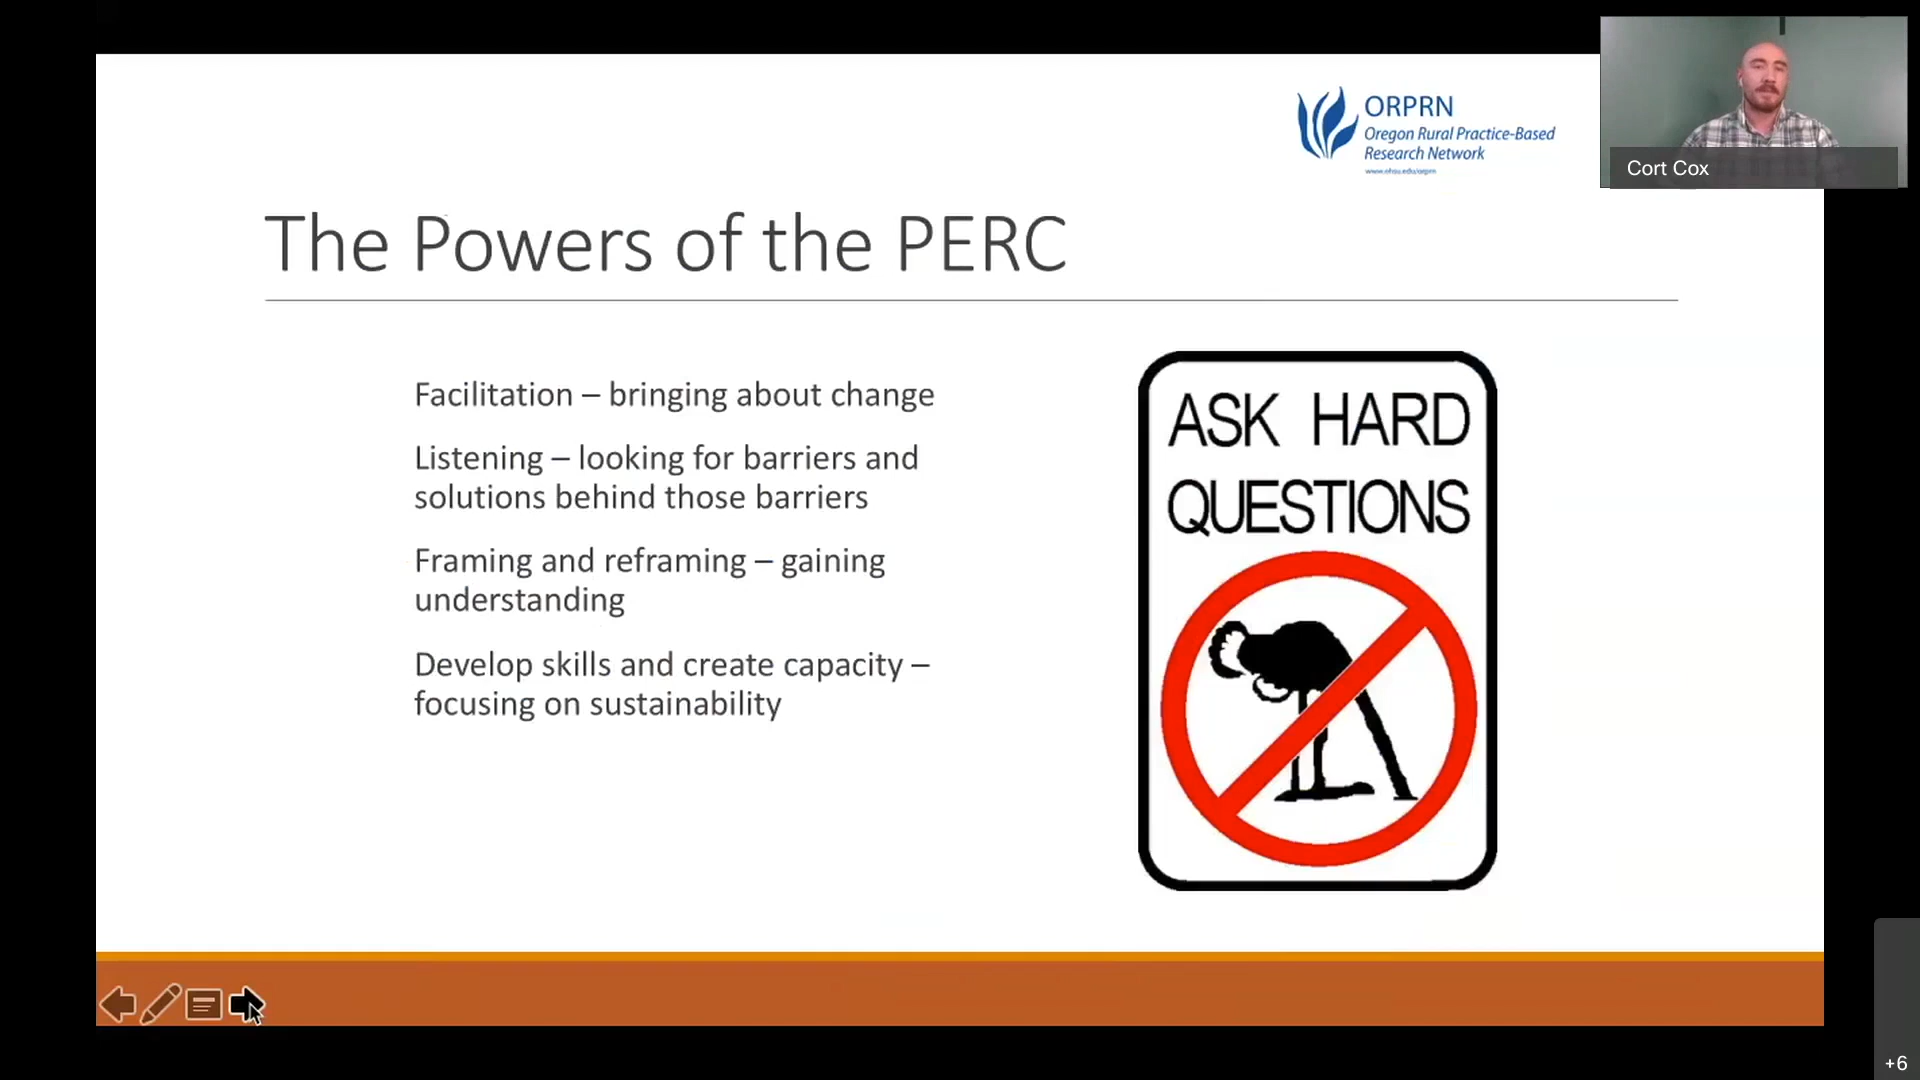 ORPRN
Oregon Rural Practice-Based
Research Network
www.ohsu.edu/orprn
Cort Cox
The Powers of the PERC
Facilitation – bringing about change
Listening – looking for barriers and
solutions behind those barriers
Framing and reframing – gaining
understanding
Develop skills and create capacity –
focusing on sustainability
ASK HARD
QUESTIONS
+6